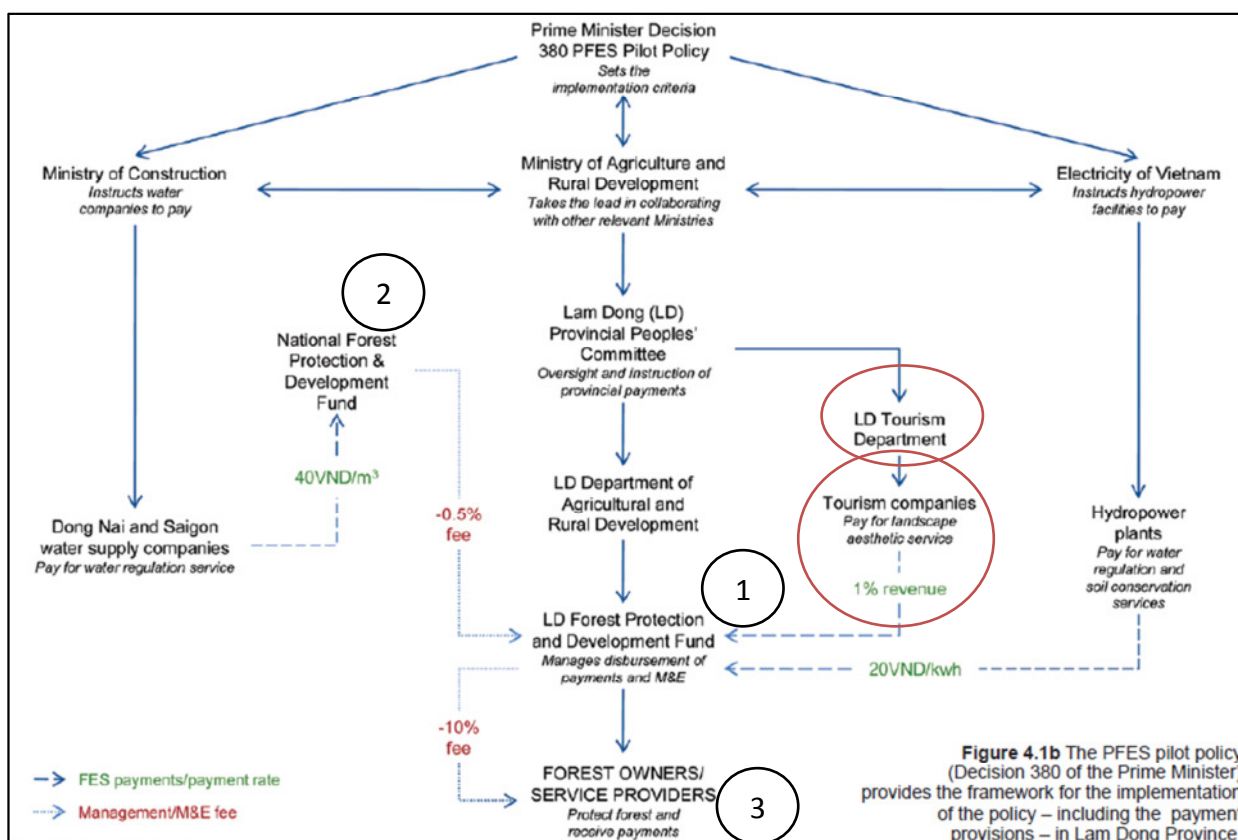 Prime Minister Decision
380 PFES Pilot Policy
Sets the
implementation criteria
Ministry of Construction
Instructs water
companies to pay
Ministry of Agriculture and
Rural Development
Takes the lead in collaborating
with other relevant Ministries
Electricity of Vietnam
Instructs hydropower
facilities to pay
2
National Forest
Protection &
Development
Fund
Lam Dong (LD)
Provincial Peoples'
Committee
Oversight and Instruction of
provincial payments
LD Tourism
Department
40VND/m³
-0.5%
fee
LD Department of
Agricultural and
Rural Development
Tourism companies
Pay for landscape
aesthetic service
1% revenue
Dong Nai and Saigon
water supply companies
Pay for water regulation service
Hydropower
plants
Pay for water
regulation and
soil conservation
services
1
LD Forest Protection
and Development Fund
Manages disbursement of
payments and M&E
20VND/kwh
-10%
fee
FOREST OWNERS/
SERVICE PROVIDERS
Protect forest and
receive payments
3
FES payments/payment rate
Management/M&E fee
Figure 4.1b The PFES pilot policy
(Decision 380 of the Prime Minister)
provides the framework for the implementation
of the policy – including the payment
provisions – in Lam Dong Province.